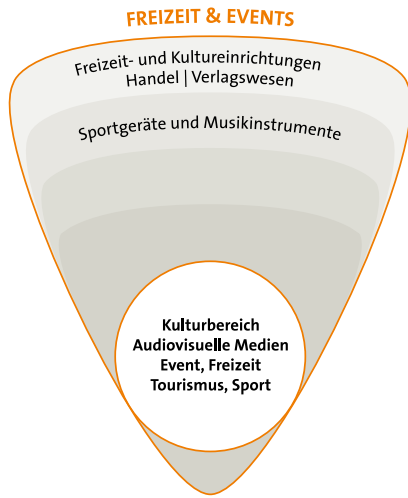 FREIZEIT & EVENTS
Freizeit- und Kultureinrichtungen
Handel | Verlagswesen
Sportgeräte und Musikinstrumente
Kulturbereich
Audiovisuelle Medien
Event, Freizeit
Tourismus, Sport